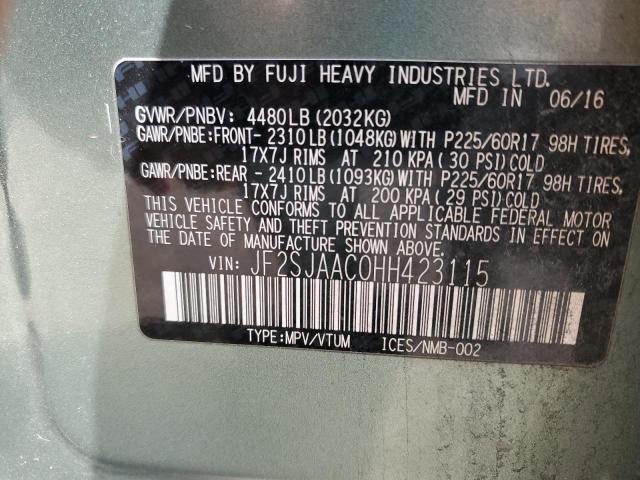 MFD BY FUJI HEAVY INDUSTRIES LTD.
MFD IN 06/16
GVWR/PNBV: 4480LB(2032KG)
GAWR/PNBE:FRONT- 2310LB(1048KG)WITH P225/60R17 98H TIRES,
17X7J RIMS AT 210 KPA( 30 PSI)COLD
GAWR/PNBE:REAR - 2410LB(1093KG)WITH P225/60R17 98H TIRES,
17X7J RIMS AT 200 KPA( 29 PSI)COLD
THIS VEHICLE CONFORMS TO ALL APPLICABLE FEDERAL MOTOR
VEHICLE SAFETY AND THEFT PREVENTION STANDARDS IN EFFECT ON
THE DATE OF MANUFACTURE SHOWN ABOVE.
VIN: JF2SJAAC0HH423115
TYPE:MPV/VTUM ICES/NMB-002